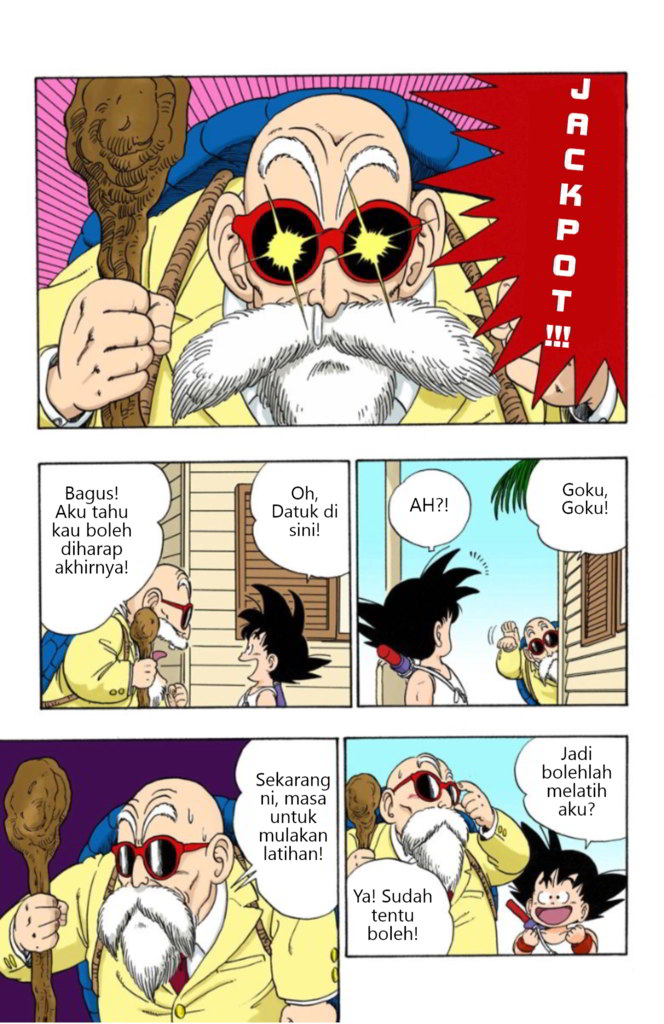 JACKPOT!!!
Goku,
Goku!
AH?!
Oh,
Datuk di
sini!
Bagus!
Aku tahu
kau boleh
diharap
akhirnya!
Jadi
bolehlah
melatih
aku?
Ya! Sudah
tentu
boleh!
Sekarang
ni, masa
untuk
mulakan
latihan!